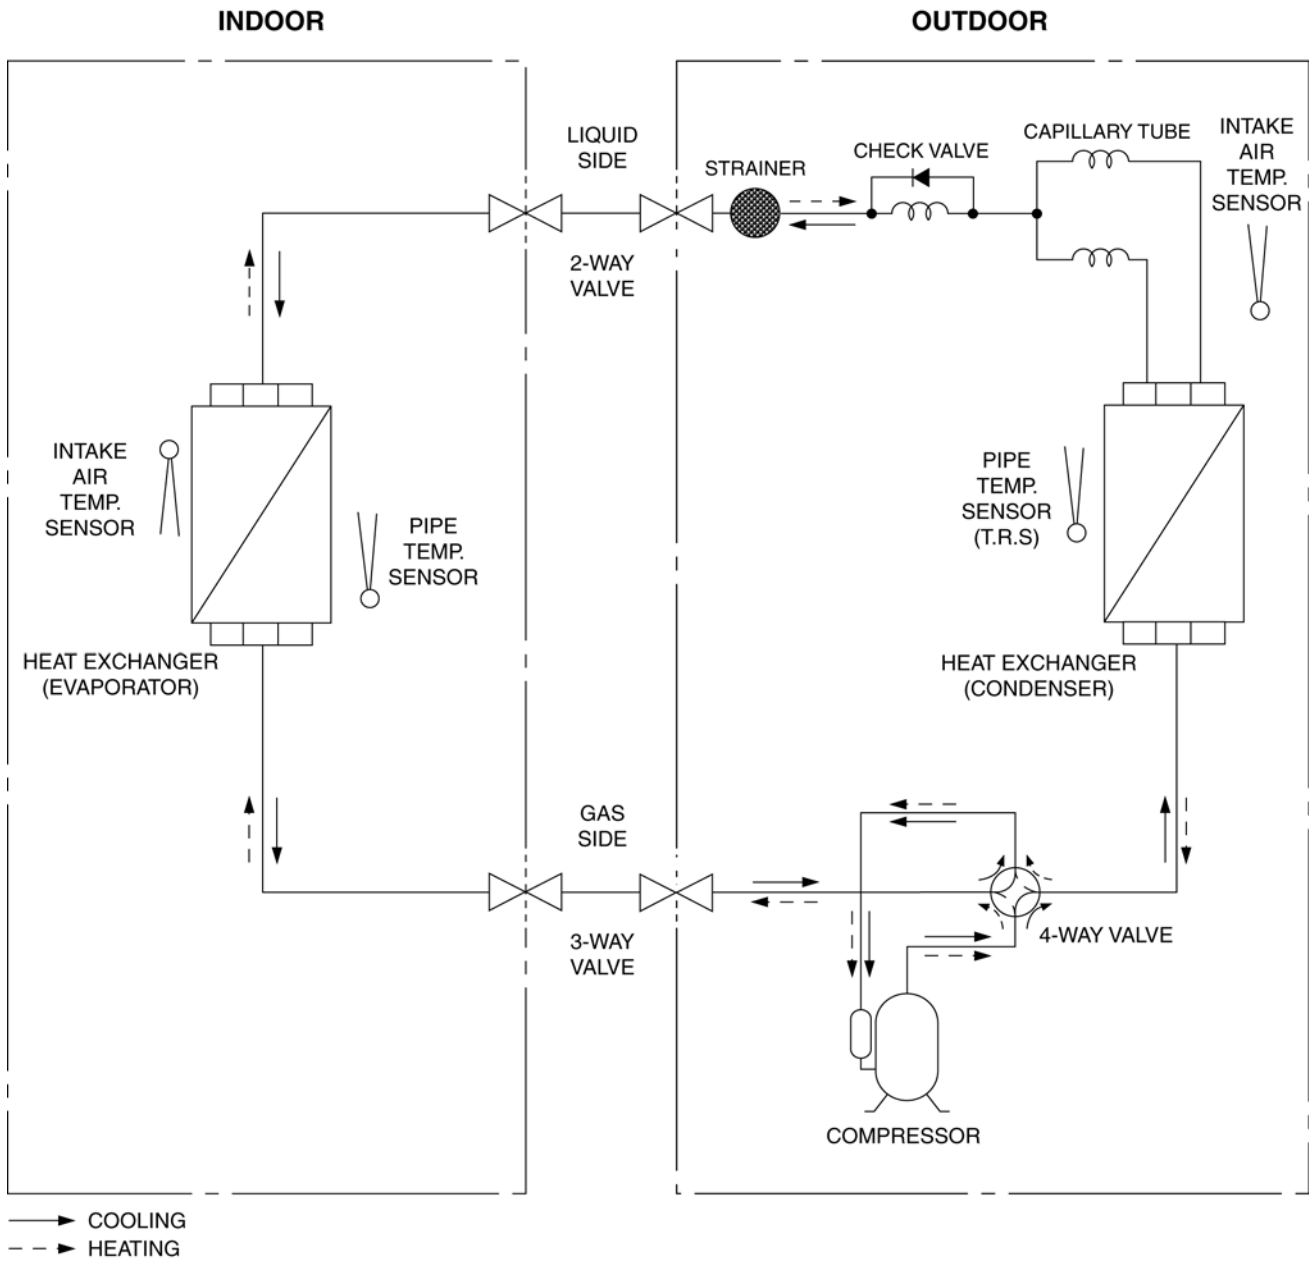 INDOOR
OUTDOOR
LIQUID
SIDE
2-WAY
VALVE
STRAINER
CHECK VALVE
CAPILLARY TUBE
INTAKE
AIR
TEMP.
SENSOR
INTAKE
AIR
TEMP.
SENSOR
PIPE
TEMP.
SENSOR
PIPE
TEMP.
SENSOR
(T.R.S)
HEAT EXCHANGER
(EVAPORATOR)
HEAT EXCHANGER
(CONDENSER)
GAS
SIDE
3-WAY
VALVE
4-WAY VALVE
COMPRESSOR
COOLING
HEATING